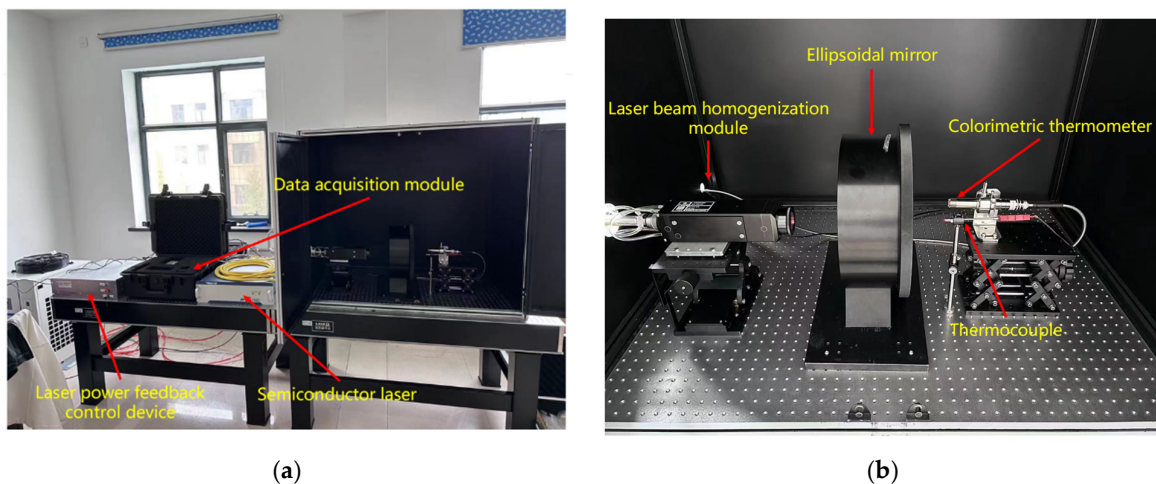 Data acquisition module
Laser power feedback
control device
Semiconductor laser
Ellipsoidal mirror
Laser beam homogenization
module
Colorimetric thermometer
Thermocouple
(a)
(b)